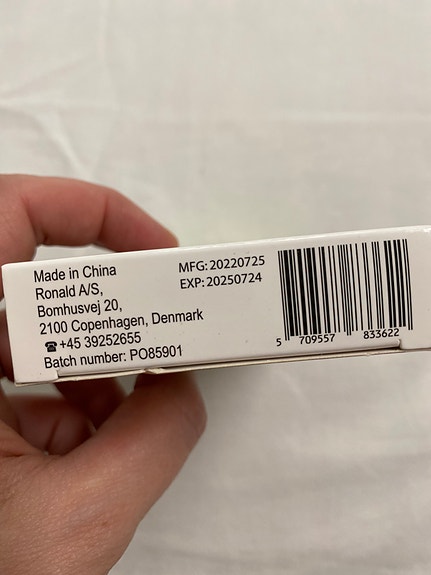 Made in China
Ronald A/S,
Bomhusvej 20,
2100 Copenhagen, Denmark
☎+45 39252655
Batch number: PO85901
MFG:20220725
EXP:20250724
5 709557 833622